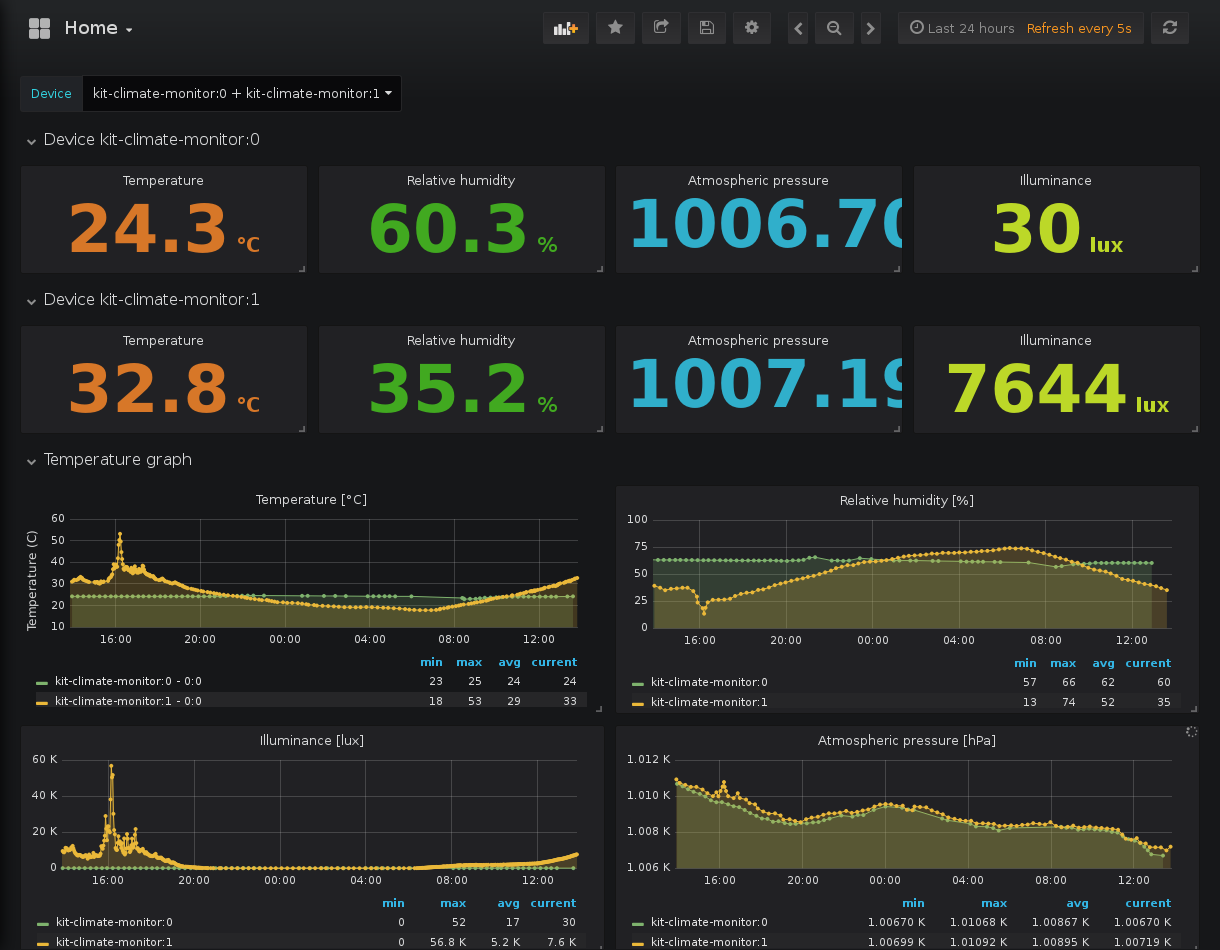 Home
Last 24 hours Refresh every 5s
Device kit-climate-monitor:0 + kit-climate-monitor:1
Device kit-climate-monitor:0
Temperature Relative humidity Atmospheric pressure Illuminance
24.3 °C 60.3 % 1006.70 30 lux
Device kit-climate-monitor:1
Temperature Relative humidity Atmospheric pressure Illuminance
32.8 °C 35.2 % 1007.19 7644 lux
Temperature graph
Temperature [°C]
Temperature (C)
60
50
40
30
20
10
16:00 20:00 00:00 04:00 08:00 12:00
min max avg current
kit-climate-monitor:0 - 0:0 23 25 24 24
kit-climate-monitor:1 - 0:0 18 53 29 33
Relative humidity [%]
100
75
50
25
0
16:00 20:00 00:00 04:00 08:00 12:00
min max avg current
kit-climate-monitor:0 57 66 62 60
kit-climate-monitor:1 13 74 52 35
Illuminance [lux]
60 K
40 K
20 K
0
16:00 20:00 00:00 04:00 08:00 12:00
min max avg current
kit-climate-monitor:0 0 52 17 30
kit-climate-monitor:1 0 56.8 K 5.2 K 7.6 K
Atmospheric pressure [hPa]
1.012 K
1.010 K
1.008 K
1.006 K
16:00 20:00 00:00 04:00 08:00 12:00
min max avg current
kit-climate-monitor:0 1.00670 K 1.01068 K 1.00867 K 1.00670 K
kit-climate-monitor:1 1.00699 K 1.01092 K 1.00895 K 1.00719 K